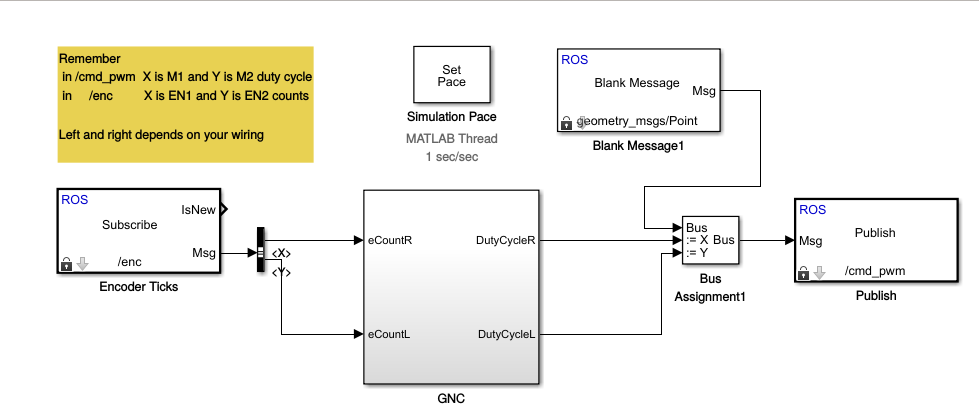 Remember
in /cmd_pwm X is M1 and Y is M2 duty cycle
in /enc X is EN1 and Y is EN2 counts
Left and right depends on your wiring
Set
Pace
Simulation Pace
MATLAB Thread
1 sec/sec
ROS
Blank Message
Msg
geometry_msgs/Point
Blank Message1
ROS
IsNew
Subscribe
Msg
/enc
Encoder Ticks
<X>
<Y>
eCountR
DutyCycleR
eCountL
DutyCycleL
GNC
Bus
:= X Bus
:= Y
Bus
Assignment1
ROS
Publish
Msg
/cmd_pwm
Publish